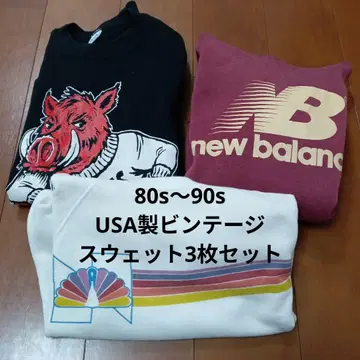 NB
new balanc
80s～90s
USA製ビンテージ
スウェット3枚セット